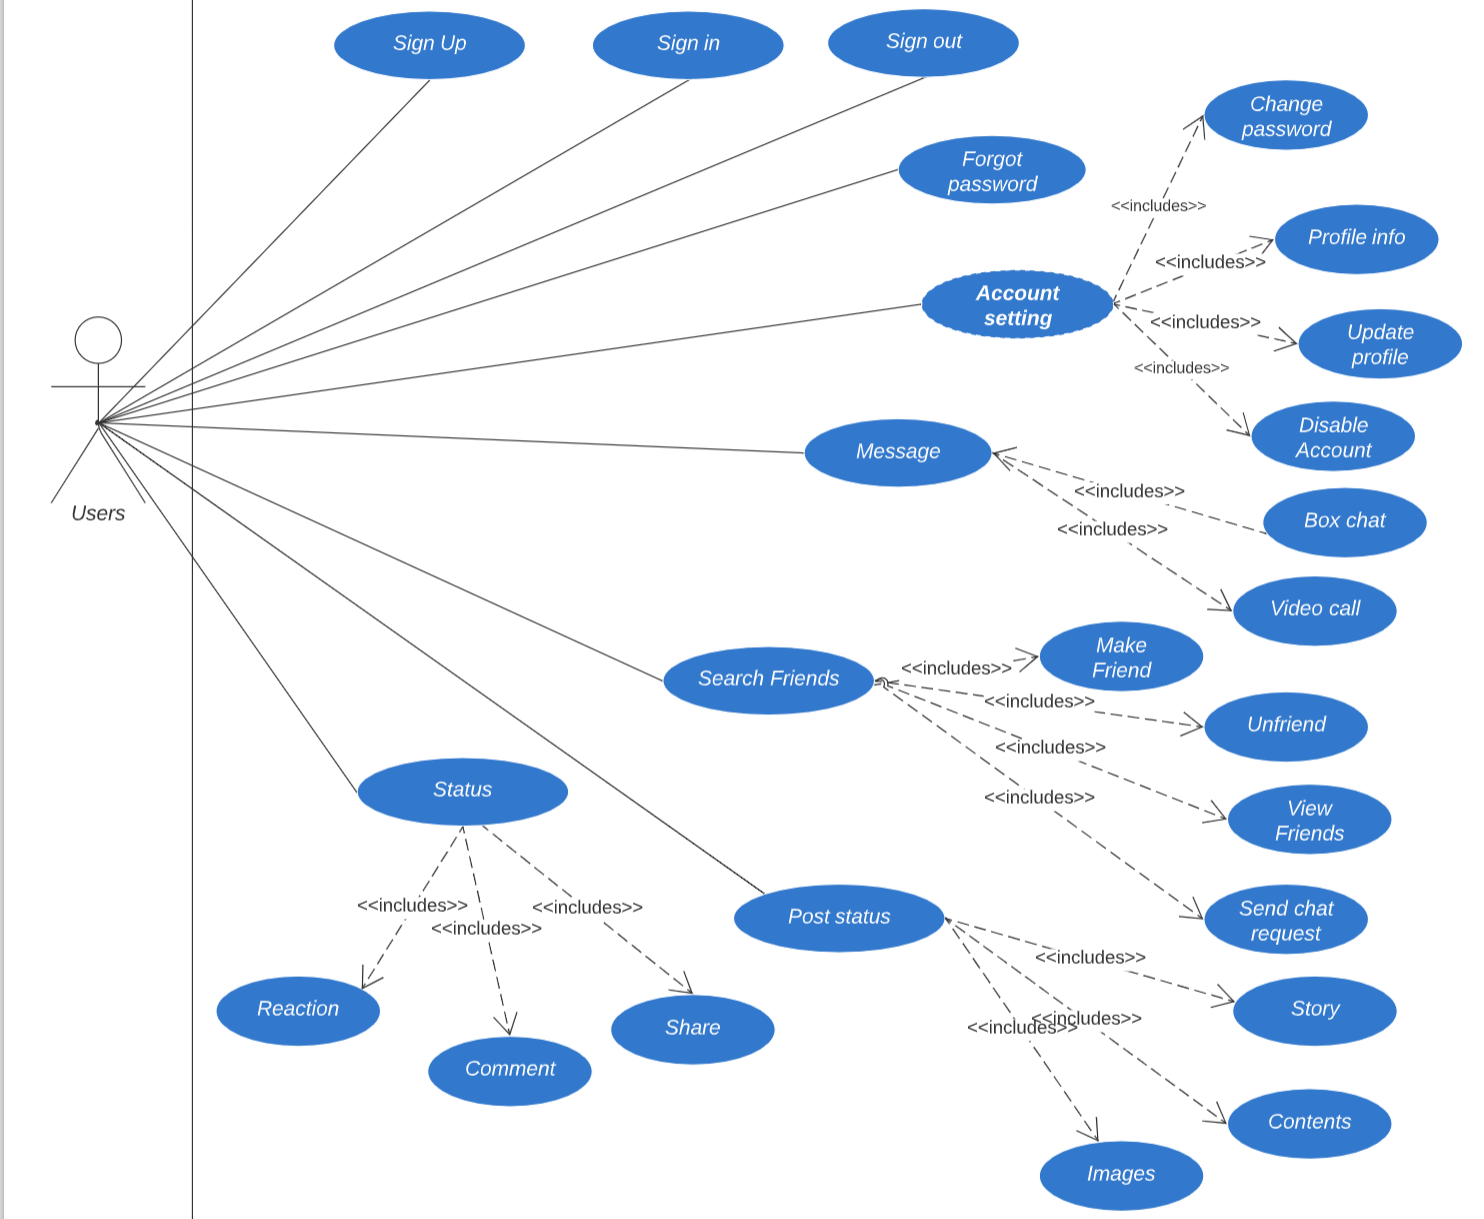 Sign Up
Sign in
Sign out
Change
password
Forgot
password
<<includes>>
Profile info
<<includes>>
Account
setting
<<includes>>
Update
profile
<<includes>>
Disable
Account
Message
<<includes>>
Box chat
<<includes>>
Users
Video call
Make
Friend
<<includes>>
Search Friends
<<includes>>
Unfriend
<<includes>>
Status
<<includes>>
View
Friends
<<includes>>
<<includes>>
<<includes>>
Post status
Send chat
request
<<includes>>
Reaction
Share
Comment
<<includes>>
<<includes>>
Story
Contents
Images